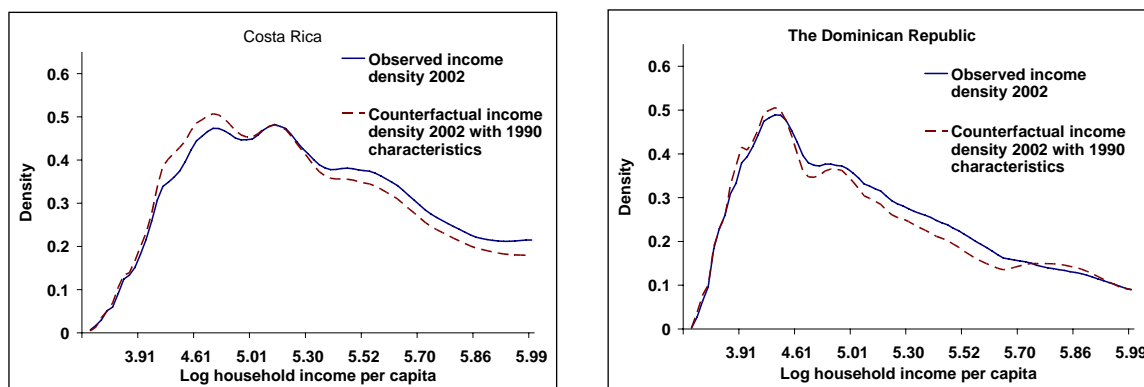 Costa Rica
Observed income
density 2002
Counterfactual income
density 2002 with 1990
characteristics
Density
0.6
0.5
0.4
0.3
0.2
0.1
0
3.91 4.61 5.01 5.30 5.52 5.70 5.86 5.99
Log household income per capita
The Dominican Republic
Observed income
density 2002
Counterfactual income
density 2002 with 1990
characteristics
Density
0.6
0.5
0.4
0.3
0.2
0.1
0
3.91 4.61 5.01 5.30 5.52 5.70 5.86 5.99
Log household income per capita